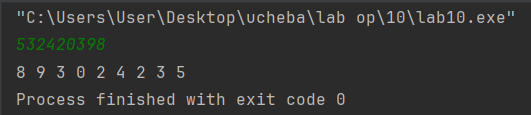 "C:\Users\User\Desktop\ucheba\lab op\10\lab10.exe"
532420398
8 9 3 0 2 4 2 3 5
Process finished with exit code 0